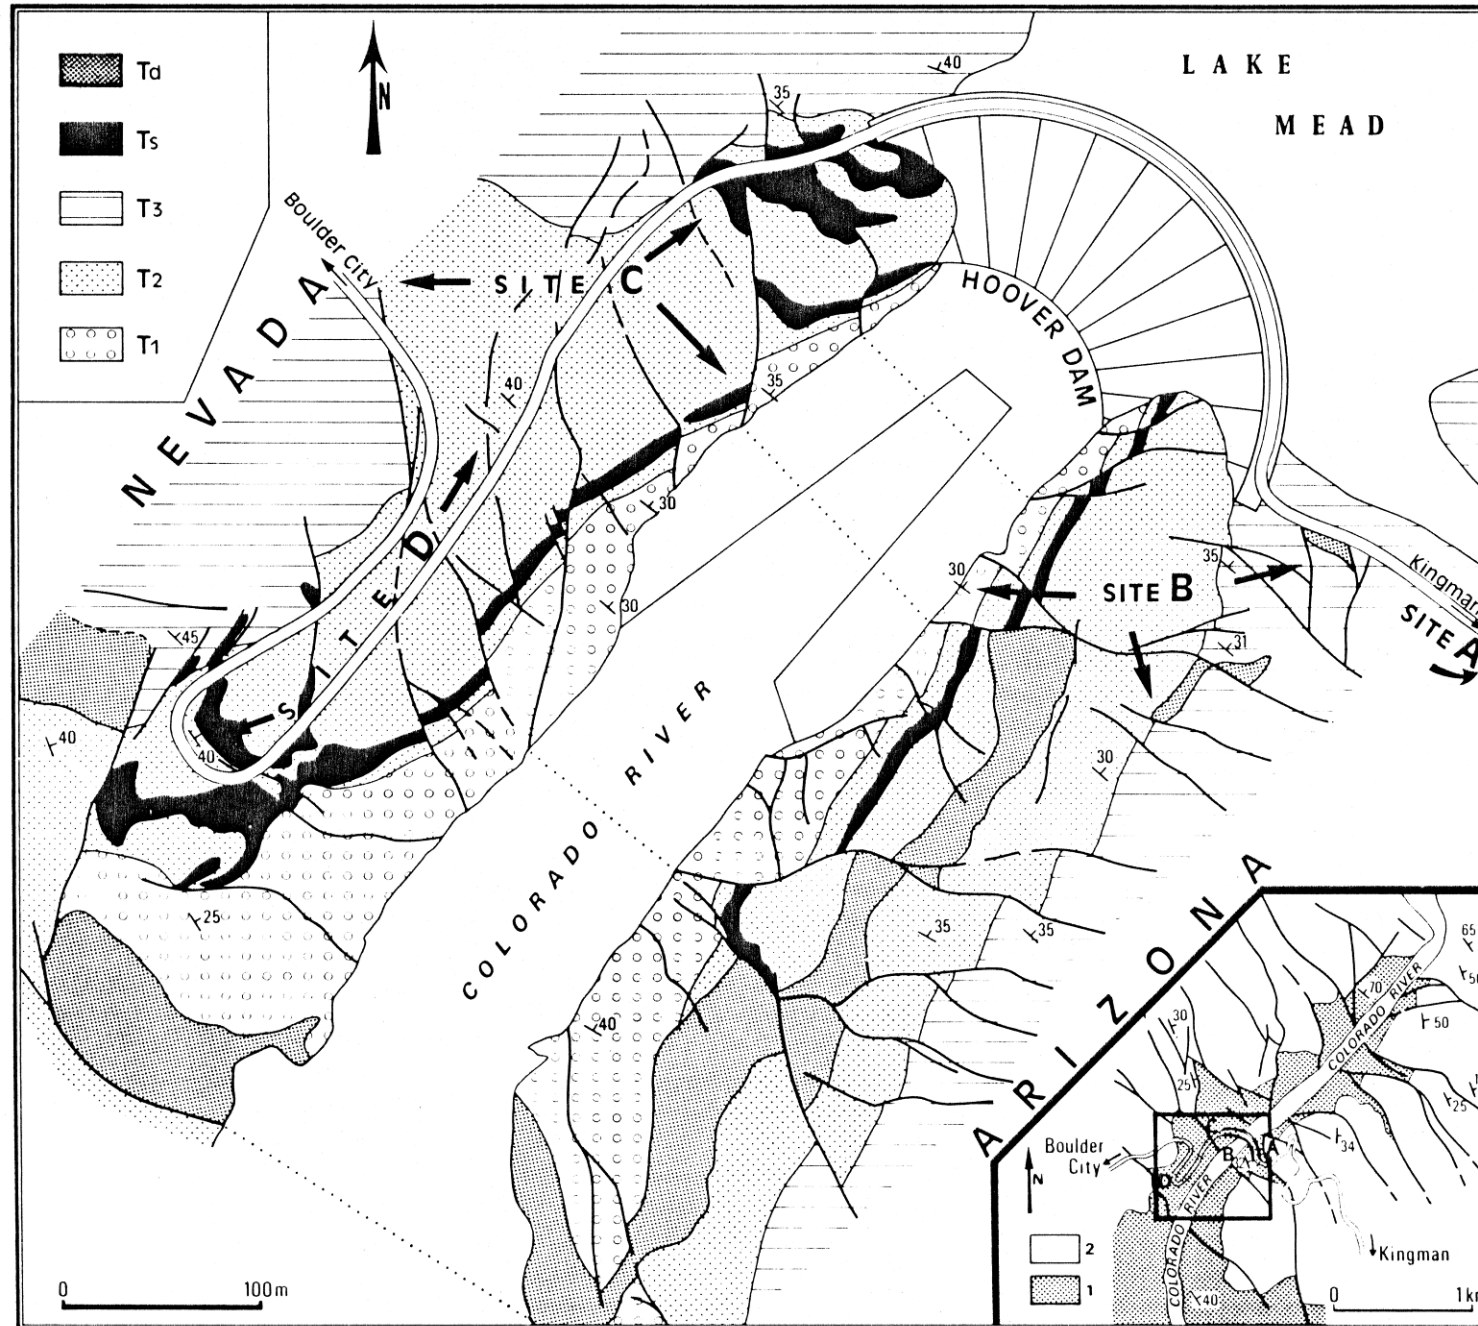 Td
Ts
T3
T2
T1
N
Boulder City
NEVADA
LAKE
MEAD
HOOVER DAM
SITE C
SITE D
SITE B
SITE A
Kingman
COLORADO RIVER
ARIZONA
40
35
40
35
30
30
45
40
40
25
30
35
31
30
35
35
40
0 100m
65
50
70
50
30
25
25
34
40
COLORADO RIVER
COLORADO RIVER
C
B
A
D
Boulder
City
N
2
1
Kingman
0 1km